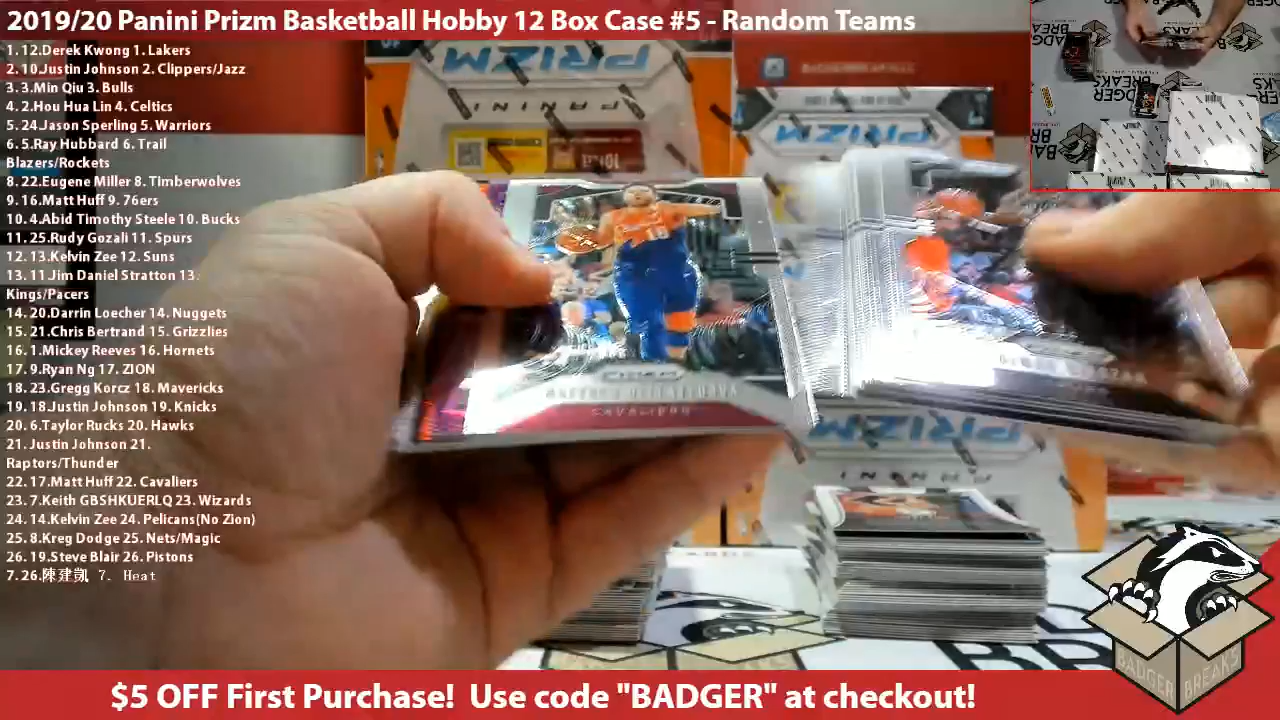 2019/20 Panini Prizm Basketball Hobby 12 Box Case #5 - Random Teams
1. 12.Derek Kwong 1. Lakers
2. 10.Justin Johnson 2. Clippers/Jazz
3. 3.Min Qiu 3. Bulls
4. 2.Hou Hua Lin 4. Celtics
5. 24.Jason Sperling 5. Warriors
6. 5.Ray Hubbard 6. Trail
Blazers/Rockets
8. 22.Eugene Miller 8. Timberwolves
9. 16.Matt Huff 9. 76ers
10. 4.Abid Timothy Steele 10. Bucks
11. 25.Rudy Gozali 11. Spurs
12. 13.Kelvin Zee 12. Suns
13. 11.Jim Daniel Stratton 13.
Kings/Pacers
14. 20.Darrin Loecher 14. Nuggets
15. 21.Chris Bertrand 15. Grizzlies
16. 1.Mickey Reeves 16. Hornets
17. 9.Ryan Ng 17. ZION
18. 23.Gregg Korcz 18. Mavericks
19. 18.Justin Johnson 19. Knicks
20. 6.Taylor Rucks 20. Hawks
21. Justin Johnson 21.
Raptors/Thunder
22. 17.Matt Huff 22. Cavaliers
23. 7.Keith GBSHKUERLQ 23. Wizards
24. 14.Kelvin Zee 24. Pelicans(No Zion)
25. 8.Kreg Dodge 25. Nets/Magic
26. 19.Steve Blair 26. Pistons
7. 26.陳建凱 7. Heat
PRIZM
PANINI
PRIZM
PANINI
MATTHEW DELLAVEDOVA
CAVALIERS
PRIZM
PANINI
BADGER BREAKS
$5 OFF First Purchase! Use code "BADGER" at checkout!